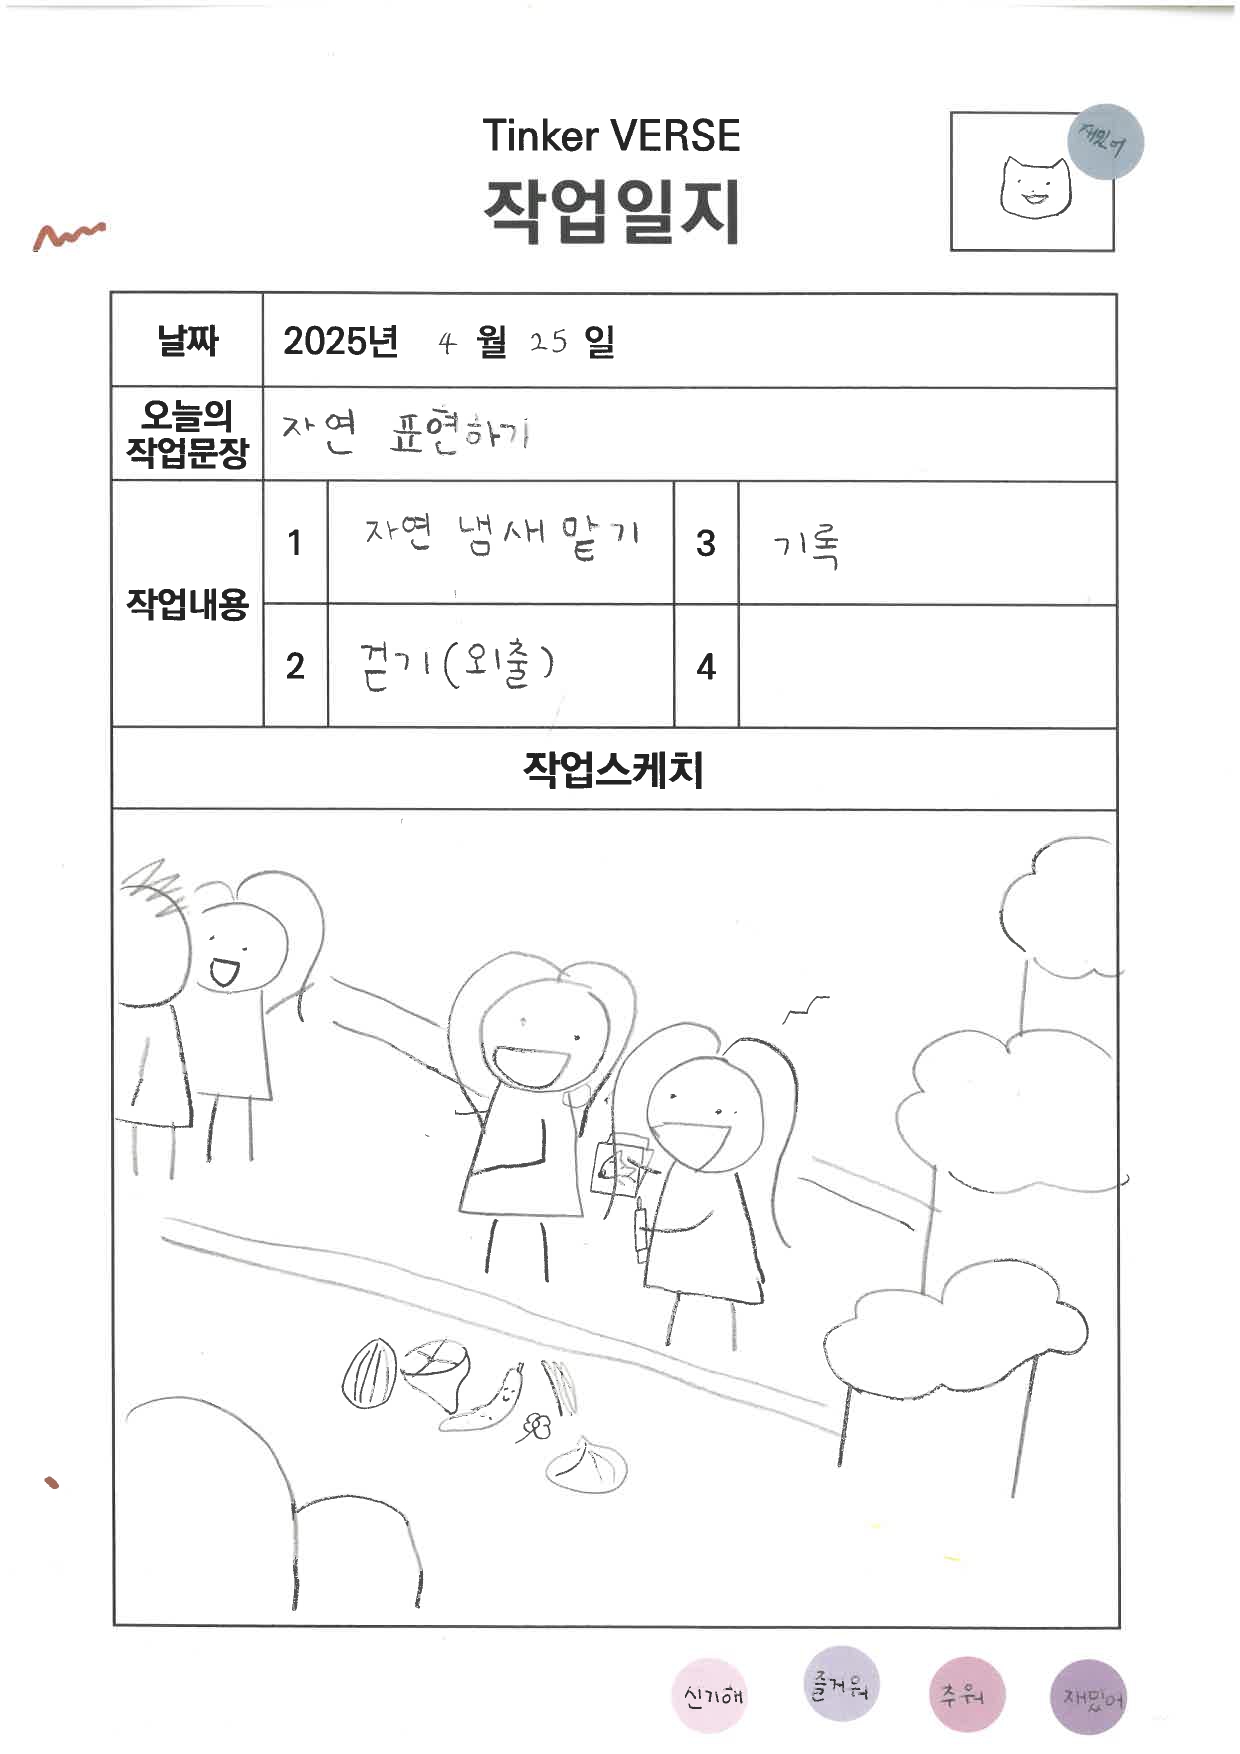 Tinker VERSE
작업일지
재밌어
날짜
2025년 4월 25일
오늘의
작업문장
자연 표현하기
작업내용
1 자연 냄새 맡기
3 기록
2 걷기(외출)
4
작업스케치
신기해
즐거워
추워
재밌어